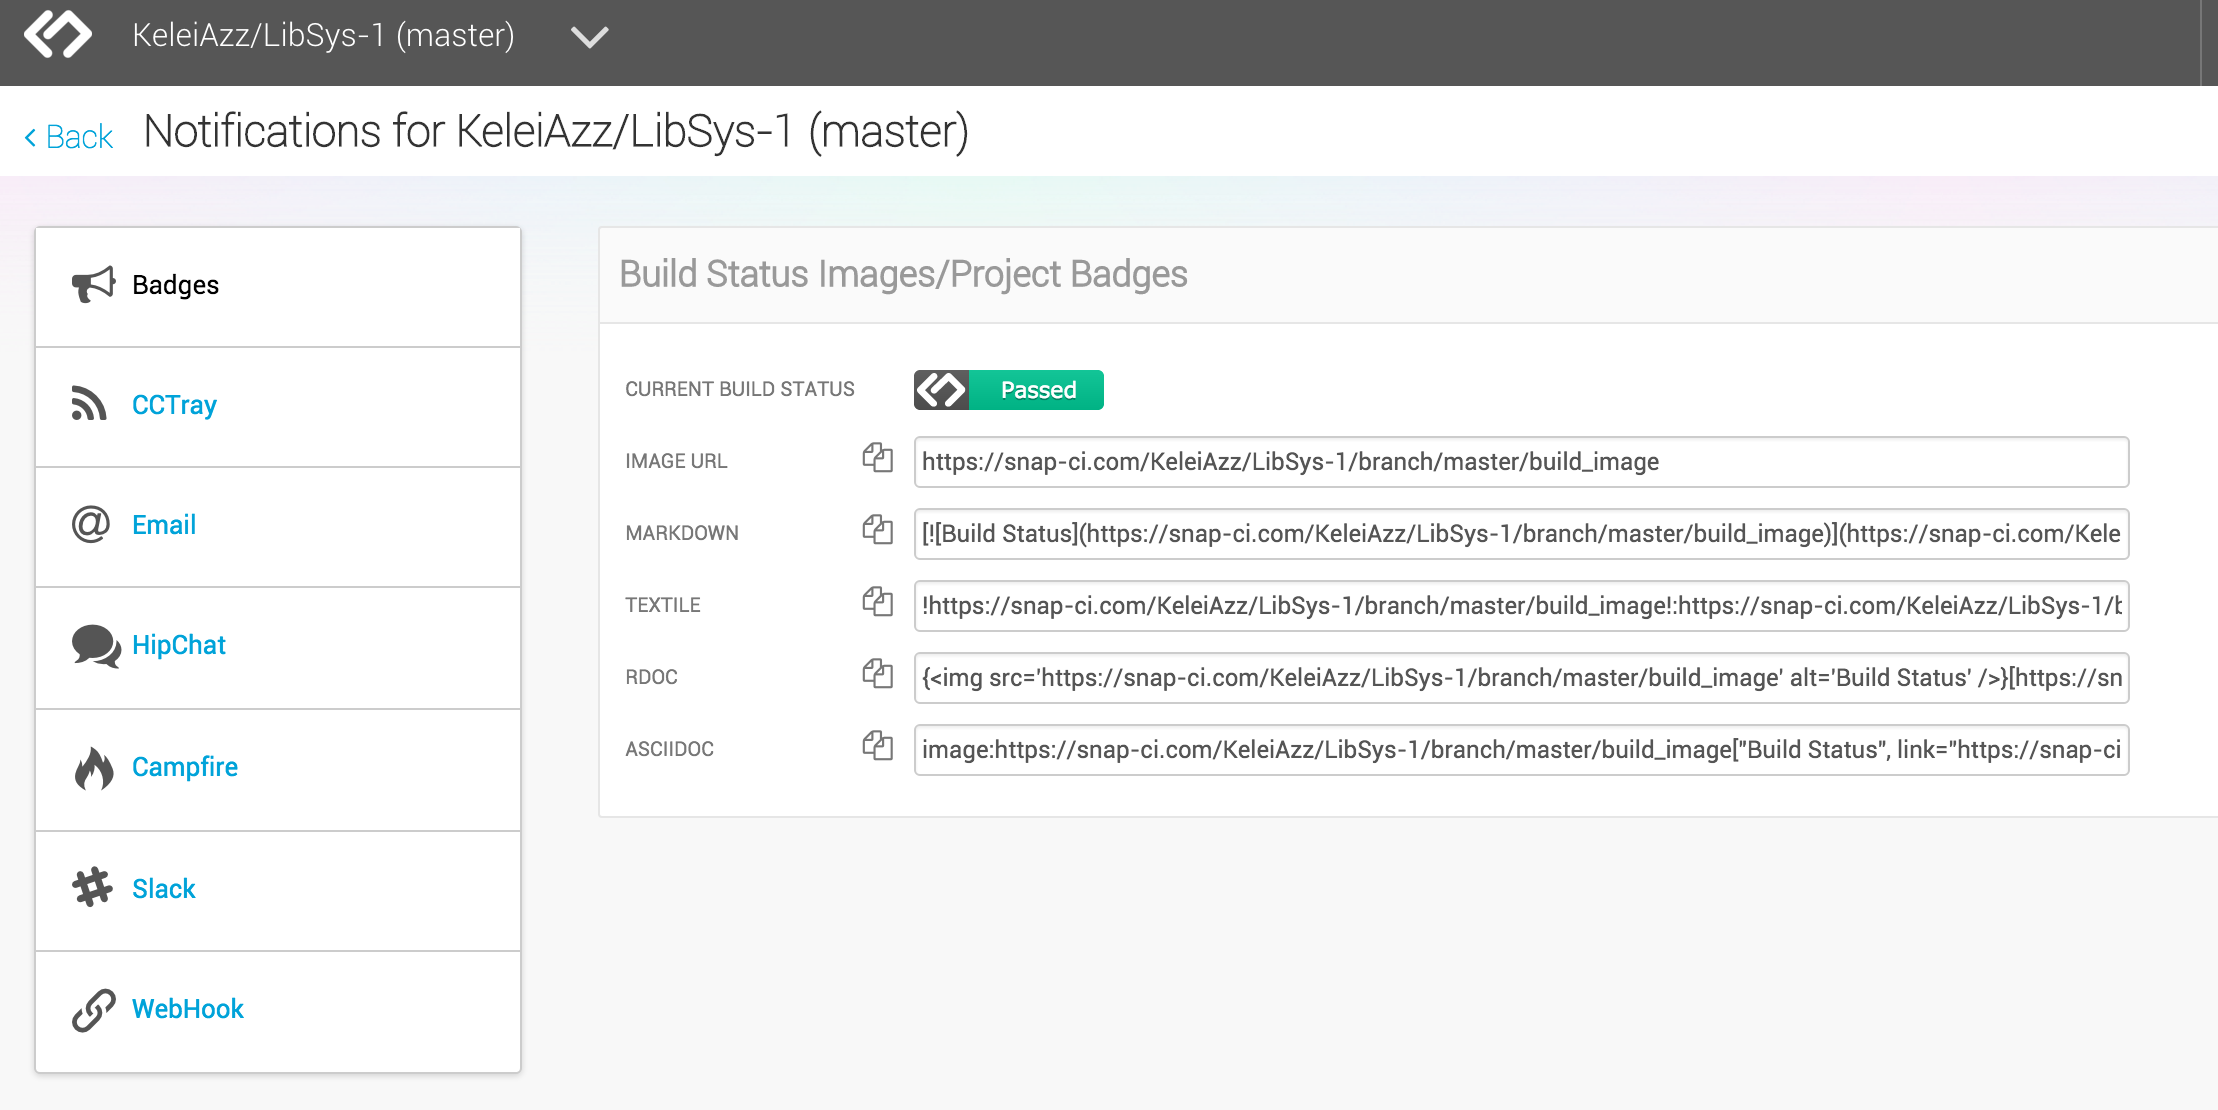 KeleiAzz/LibSys-1 (master)
Back
Notifications for KeleiAzz/LibSys-1 (master)
Badges
CCTray
Email
HipChat
Campfire
Slack
WebHook
Build Status Images/Project Badges
CURRENT BUILD STATUS Passed
IMAGE URL https://snap-ci.com/KeleiAzz/LibSys-1/branch/master/build_image
MARKDOWN [![Build Status](https://snap-ci.com/KeleiAzz/LibSys-1/branch/master/build_image)](https://snap-ci.com/Kele
TEXTILE !https://snap-ci.com/KeleiAzz/LibSys-1/branch/master/build_image!:https://snap-ci.com/KeleiAzz/LibSys-1/b
RDOC {<img src='https://snap-ci.com/KeleiAzz/LibSys-1/branch/master/build_image' alt='Build Status' />}[https://sn
ASCIIDOC image:https://snap-ci.com/KeleiAzz/LibSys-1/branch/master/build_image["Build Status", link="https://snap-ci